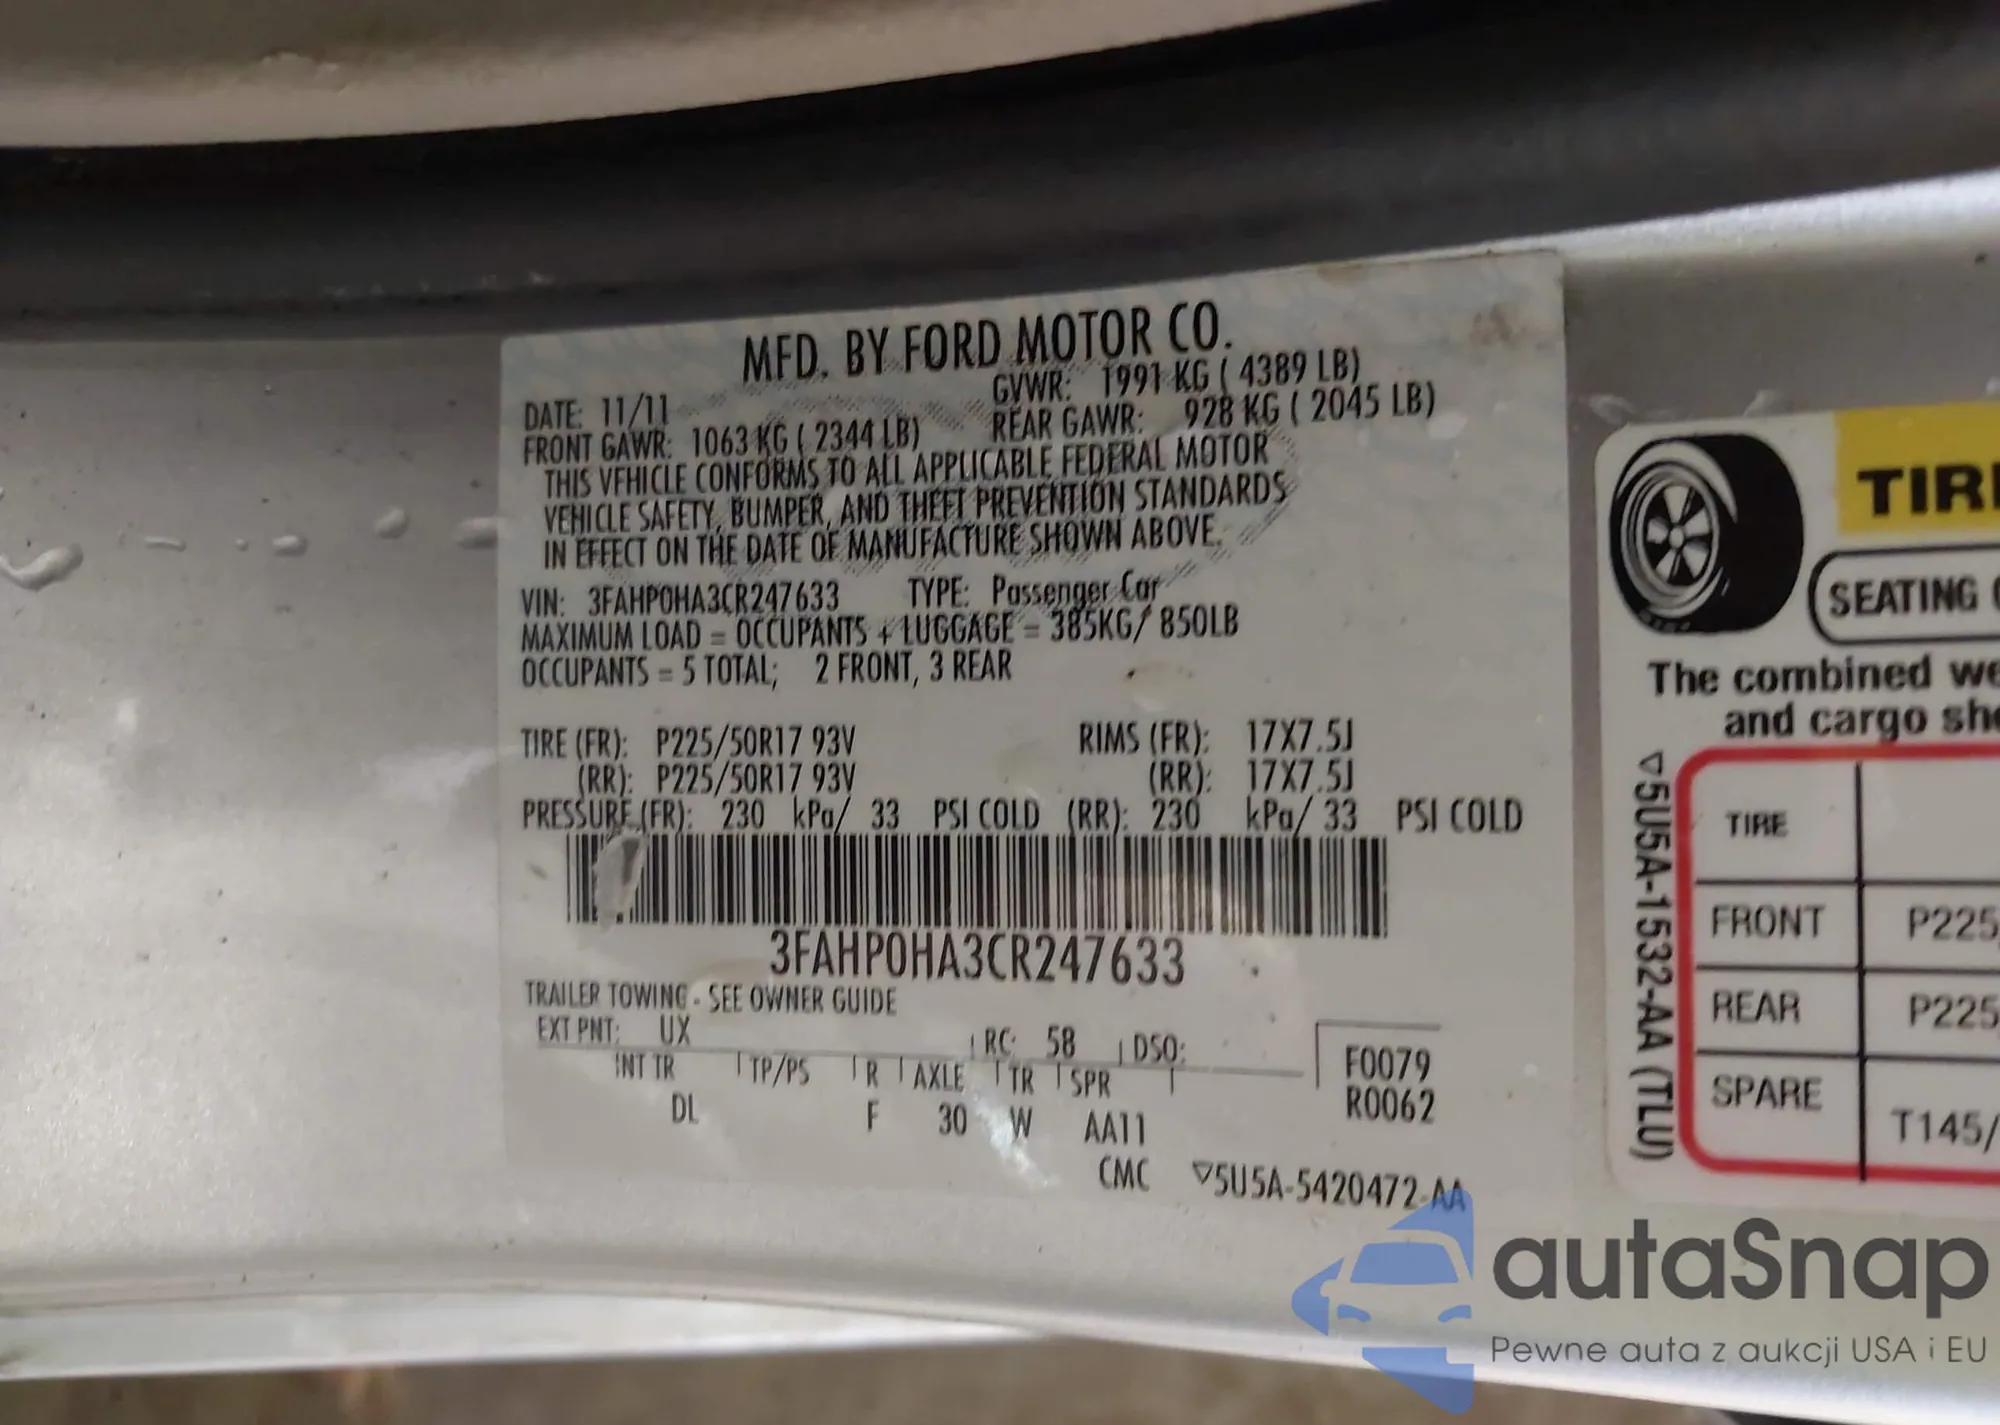 MFD. BY FORD MOTOR CO.
DATE: 11/11 GVWR: 1991 KG ( 4389 LB)
FRONT GAWR: 1063 KG ( 2344 LB) REAR GAWR: 928 KG ( 2045 LB)
THIS VEHICLE CONFORMS TO ALL APPLICABLE FEDERAL MOTOR
VEHICLE SAFETY, BUMPER, AND THEFT PREVENTION STANDARDS
IN EFFECT ON THE DATE OF MANUFACTURE SHOWN ABOVE.
VIN: 3FAHP0HA3CR247633 TYPE: Passenger Car
MAXIMUM LOAD = OCCUPANTS + LUGGAGE = 385KG/ 850LB
OCCUPANTS = 5 TOTAL; 2 FRONT, 3 REAR
TIRE (FR): P225/50R17 93V RIMS (FR): 17X7.5J
(RR): P225/50R17 93V (RR): 17X7.5J
PRESSURE (FR): 230 kPa/ 33 PSI COLD (RR): 230 kPa/ 33 PSI COLD
3FAHP0HA3CR247633
TRAILER TOWING - SEE OWNER GUIDE
EXT PNT: UX RC: 58 DSO:
INT TR TP/PS R AXLE TR SPR
DL F 30 W AA11
F0079
R0062
CMC ▽5U5A-5420472-AA
TIR
SEATING
The combined we
and cargo sh
▽5U5A-1532-AA (TLU)
TIRE
FRONT P225
REAR P225
SPARE T145/
autaSnap
Pewne auta z aukcji USA i EU